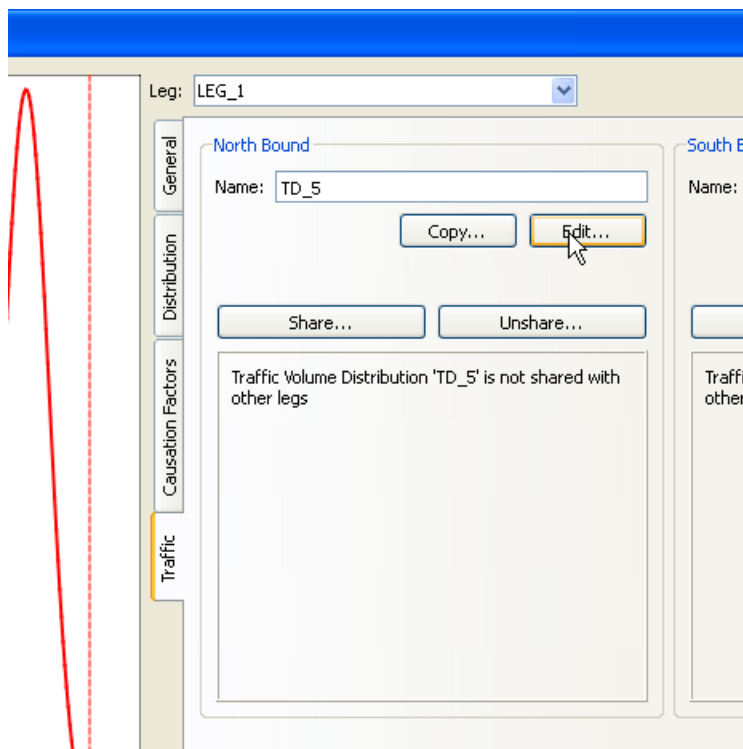 Leg: LEG_1
General
Distribution
Causation Factors
Traffic
North Bound
Name: TD_5
Copy...
Edit...
Share...
Unshare...
Traffic Volume Distribution 'TD_5' is not shared with
other legs
South
Name: